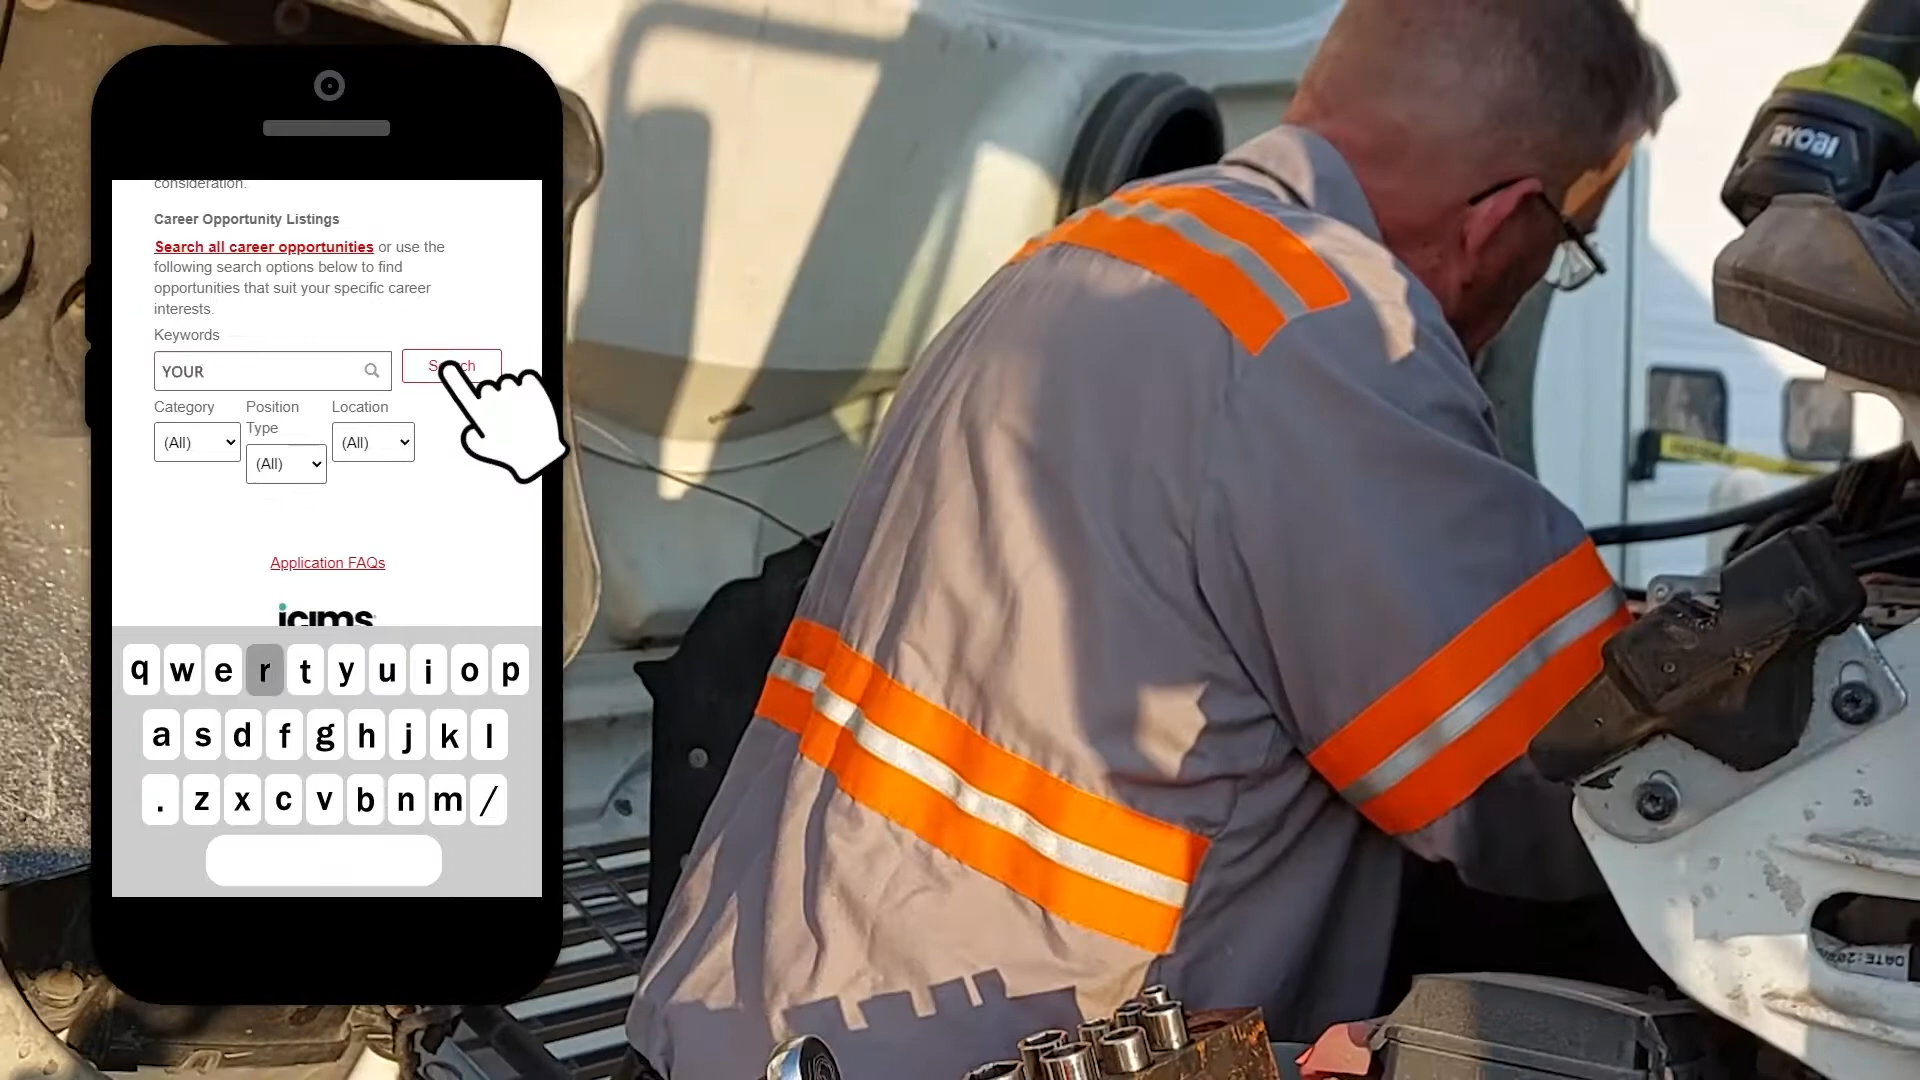 consideration.
Career Opportunity Listings
Search all career opportunities or use the
following search options below to find
opportunities that suit your specific career
interests.
Keywords
YOUR
Category
Position
Type
Location
(All)
(All)
(All)
Application FAQs
icims
q w e r t y u i o p
a s d f g h j k l
. z x c v b n m /
RYOBI